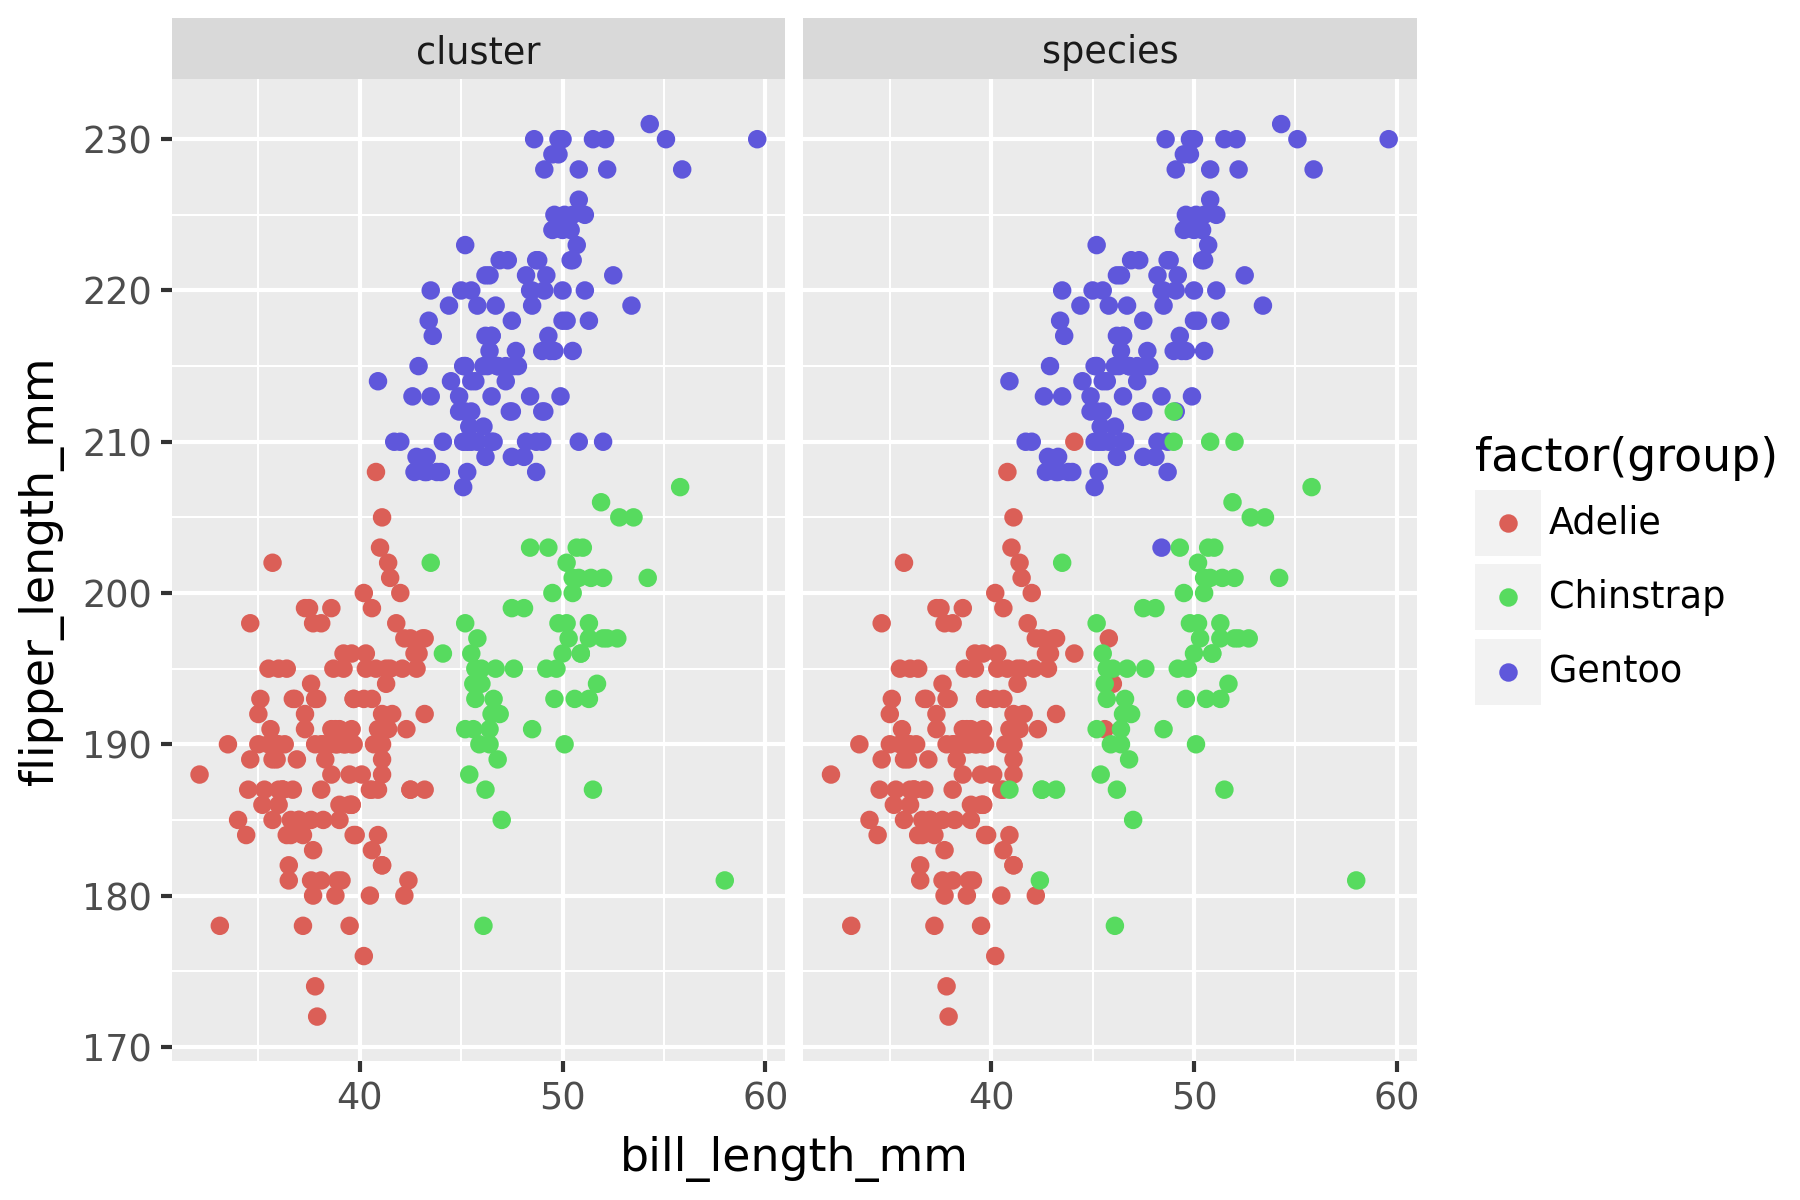 cluster
species
230
220
210
200
190
180
170
flipper_length_mm
40
50
60
40
50
60
bill_length_mm
factor(group)
Adelie
Chinstrap
Gentoo